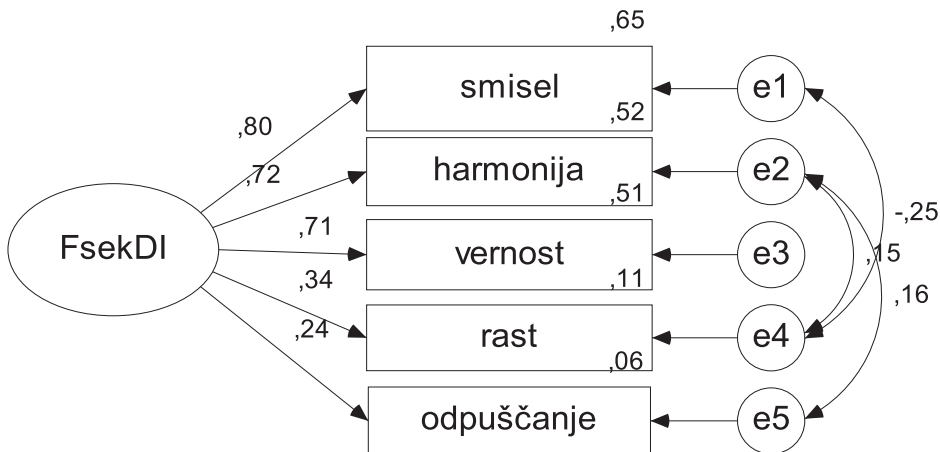 ,65
smisel
e1
,80
,52
,72
harmonija
e2
,51
-,25
,71
FsekDI
vernost
e3
,15
,34
,11
,16
rast
e4
,24
,06
odpuščanje
e5